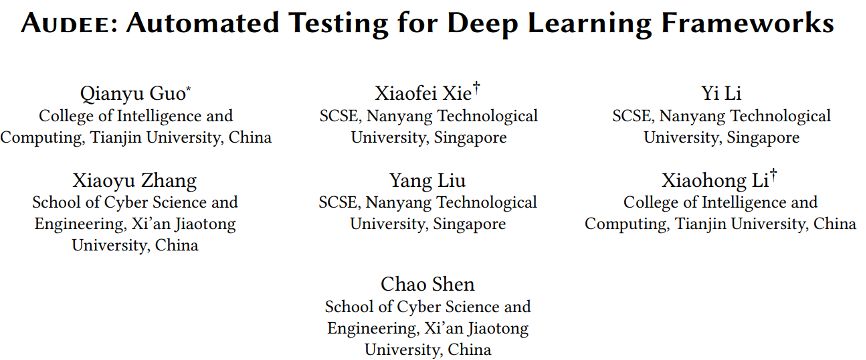 AUDEE: Automated Testing for Deep Learning Frameworks
Qianyu Guo*
College of Intelligence and
Computing, Tianjin University, China
Xiaofei Xie†
SCSE, Nanyang Technological
University, Singapore
Yi Li
SCSE, Nanyang Technological
University, Singapore
Xiaoyu Zhang
School of Cyber Science and
Engineering, Xi'an Jiaotong
University, China
Yang Liu
SCSE, Nanyang Technological
University, Singapore
Xiaohong Li†
College of Intelligence and
Computing, Tianjin University, China
Chao Shen
School of Cyber Science and
Engineering, Xi'an Jiaotong
University, China